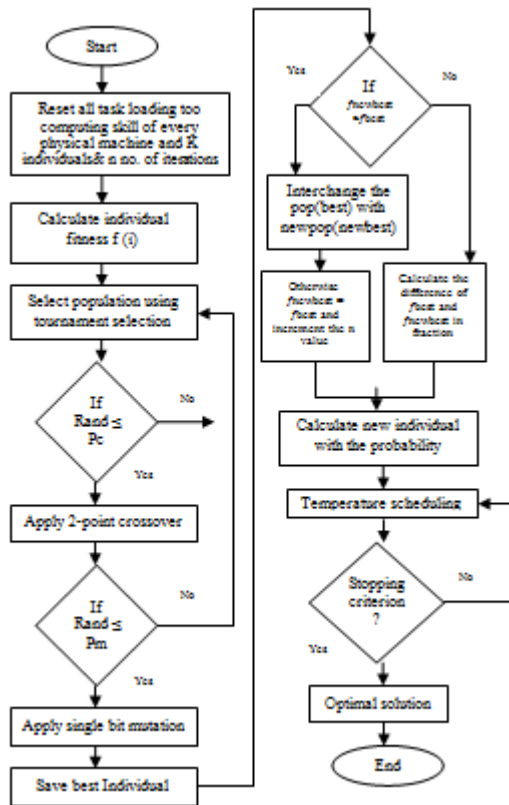 Start
Reset all task loading too
computing skill of every
physical machine and K
individuals& n no. of iterations
Calculate individual
fitness f (i)
Select population using
tournament selection
If
Rand ≤
Pc
No
Yes
Apply 2-point crossover
If
Rand ≤
Pm
No
Yes
Apply single bit mutation
Save best Individual
If
fnewbest
=fbest
Yes
No
Interchange the
pop(best) with
newpop(newbest)
Otherwise
fnewbest =
fbest and
increment the n
value
Calculate the
difference of
fbest and
fnewbest in
fraction
Calculate new individual
with the probability
Temperature scheduling
Stopping
criterion
?
No
Yes
Optimal solution
End